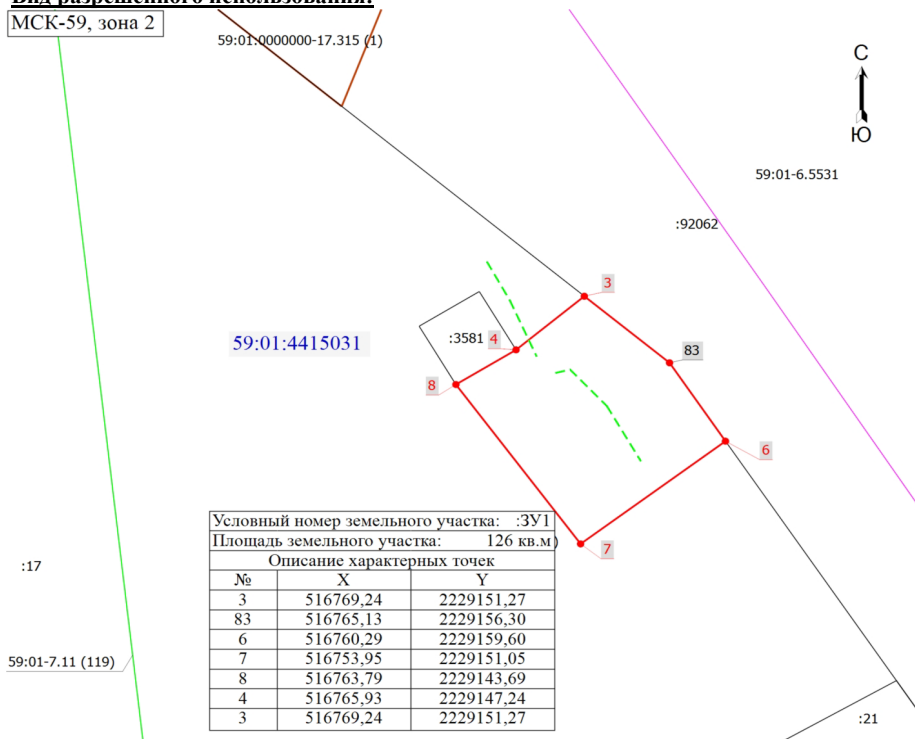 Вид разрешенного использования:
МСК-59, зона 2
59:01:0000000-17.315 (1)
С
Ю
59:01-6.5531
:92062
3
:3581
4
59:01:4415031
83
8
6
7
Условный номер земельного участка: :ЗУ1
Площадь земельного участка: 126 кв.м)
Описание характерных точек
№ X Y
3 516769,24 2229151,27
83 516765,13 2229156,30
6 516760,29 2229159,60
7 516753,95 2229151,05
8 516763,79 2229143,69
4 516765,93 2229147,24
3 516769,24 2229151,27
:17
59:01-7.11 (119)
:21